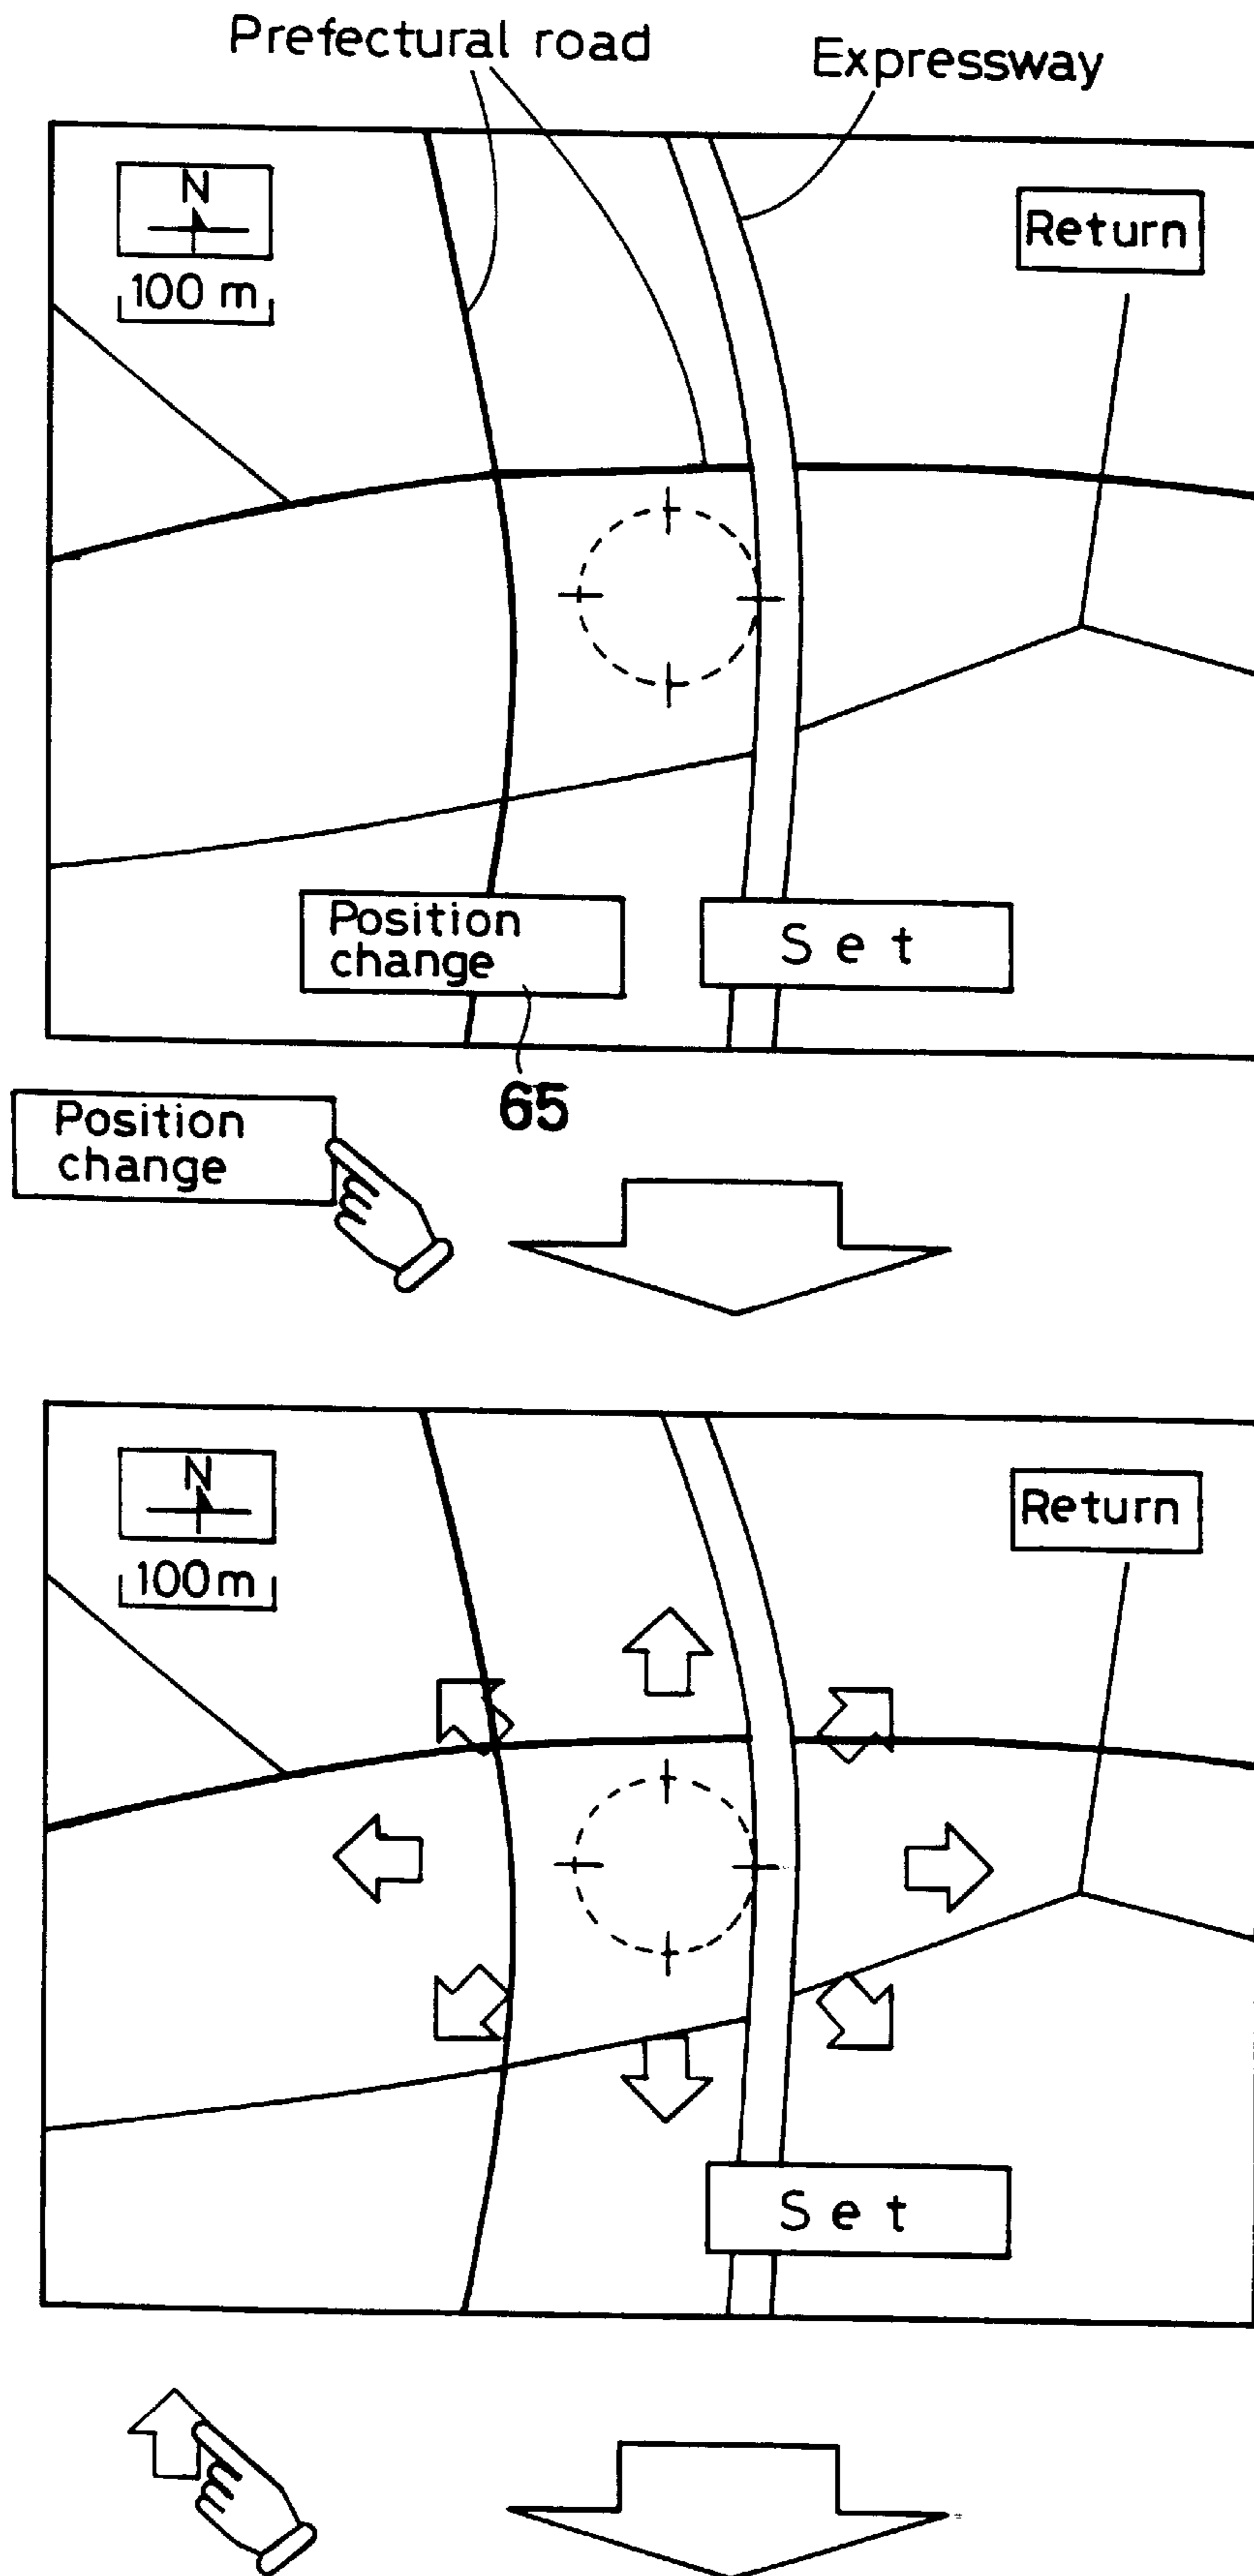 Prefectural road
Expressway
N
100 m
Return
Position
change
Set
65
Position
change
N
100m
Return
Set